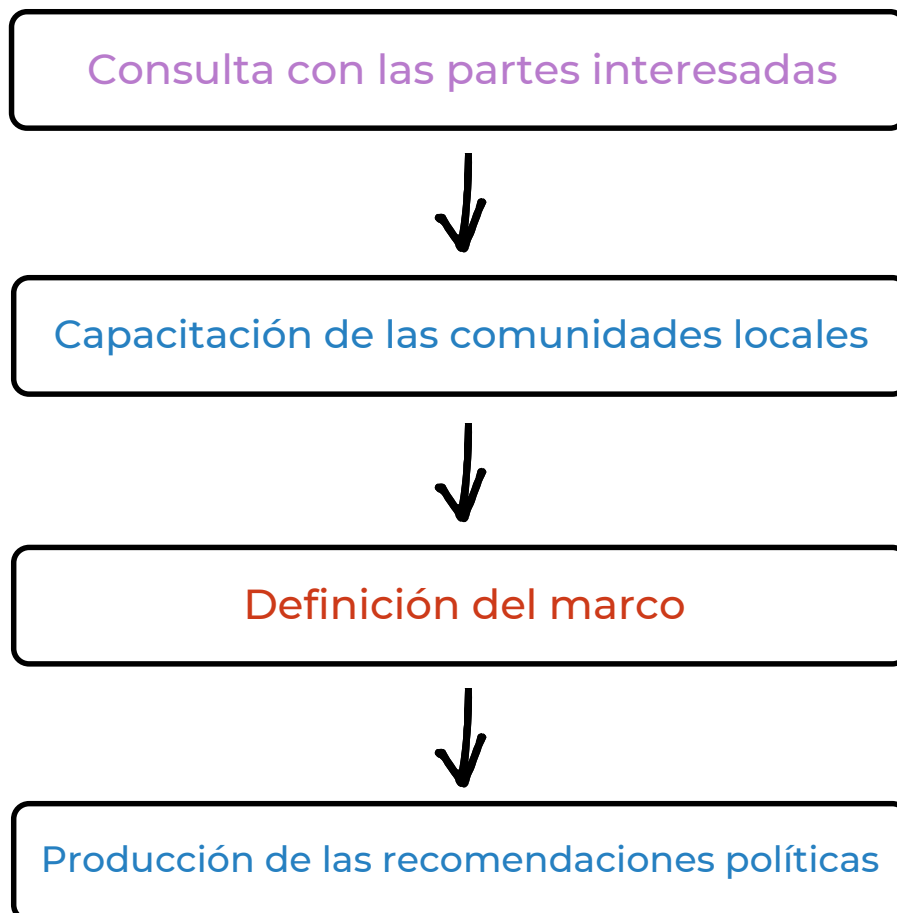 Consulta con las partes interesadas
Capacitación de las comunidades locales
Definición del marco
Producción de las recomendaciones políticas